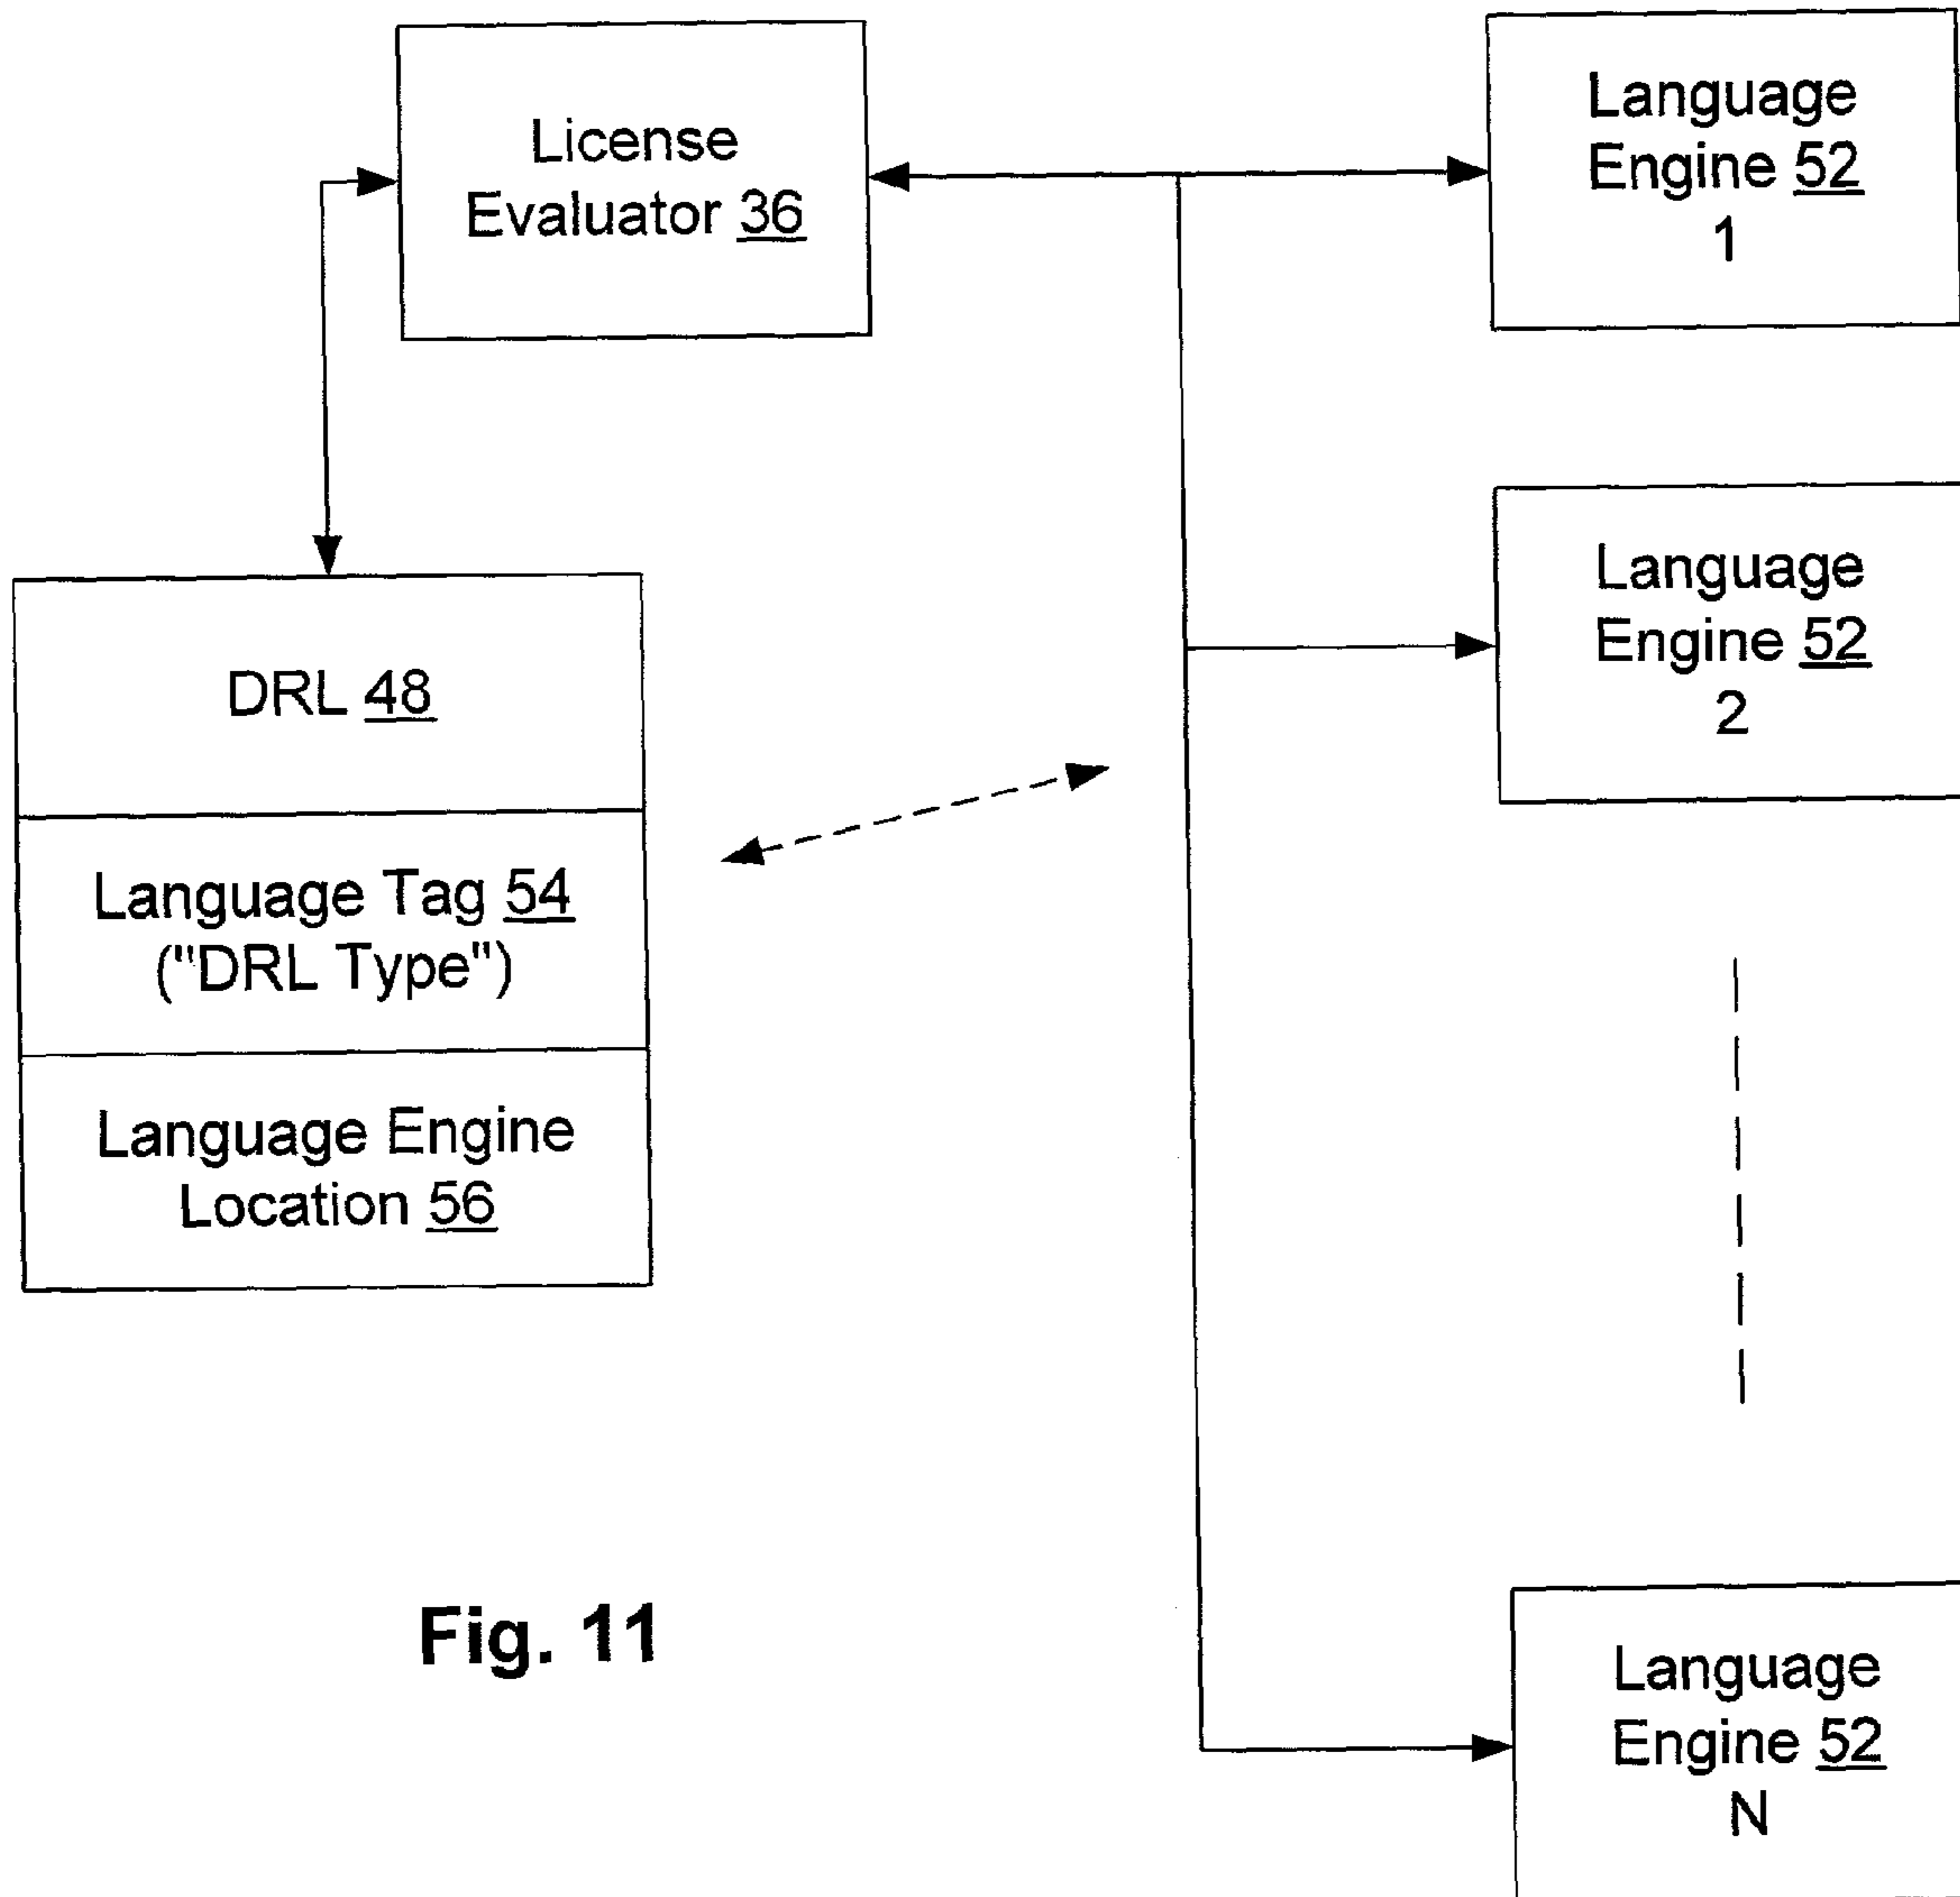 License
Evaluator 36
Language
Engine 52
1
Language
Engine 52
2
DRL 48
Language Tag 54
("DRL Type")
Language Engine
Location 56
Fig. 11
Language
Engine 52
N